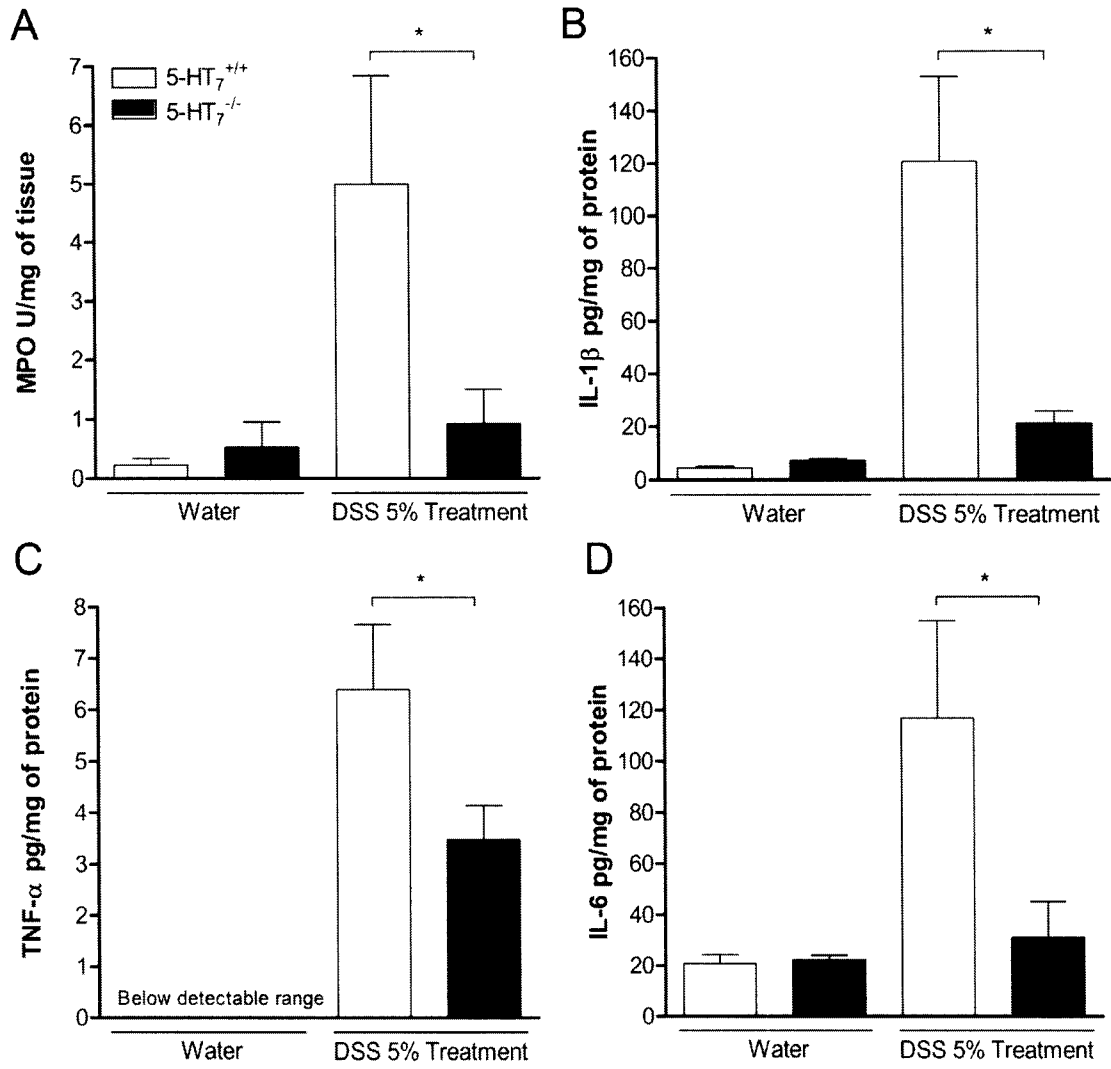 A
*
7
6
5
4
3
2
1
0
MPO U/mg of tissue
5-HT7+/+
5-HT7-/-
Water
DSS 5% Treatment
B
*
160
140
120
100
80
60
40
20
0
IL-1β pg/mg of protein
Water
DSS 5% Treatment
C
*
8
7
6
5
4
3
2
1
0
TNF-α pg/mg of protein
Below detectable range
Water
DSS 5% Treatment
D
*
160
140
120
100
80
60
40
20
0
IL-6 pg/mg of protein
Water
DSS 5% Treatment